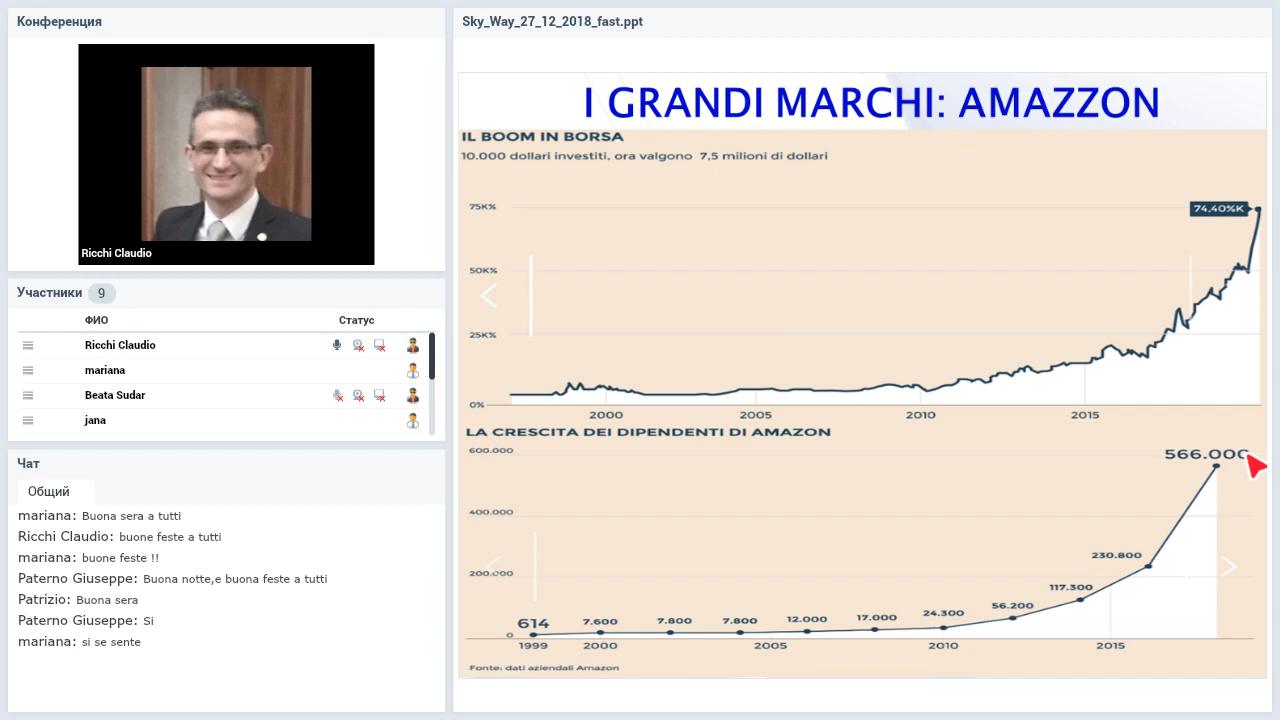 Конференция
Ricchi Claudio
Участники 9
ФИО Статус
Ricchi Claudio
mariana
Beata Sudar
jana
Чат
Общий
mariana: Buona sera a tutti
Ricchi Claudio: buone feste a tutti
mariana: buone feste !!
Paterno Giuseppe: Buona notte,e buona feste a tutti
Patrizio: Buona sera
Paterno Giuseppe: Si
mariana: si se sente
Sky_Way_27_12_2018_fast.ppt
I GRANDI MARCHI: AMAZZON
IL BOOM IN BORSA
10.000 dollari investiti, ora valgono 7,5 milioni di dollari
75K%
74,40%K
50K%
25K%
0%
2000 2005 2010 2015
LA CRESCITA DEI DIPENDENTI DI AMAZON
600.000
566.000
400.000
230.800
200.000
117.300
56.200
614 7.600 7.800 7.800 12.000 17.000 24.300
0
1999 2000 2005 2010 2015
Fonte: dati aziendali Amazon